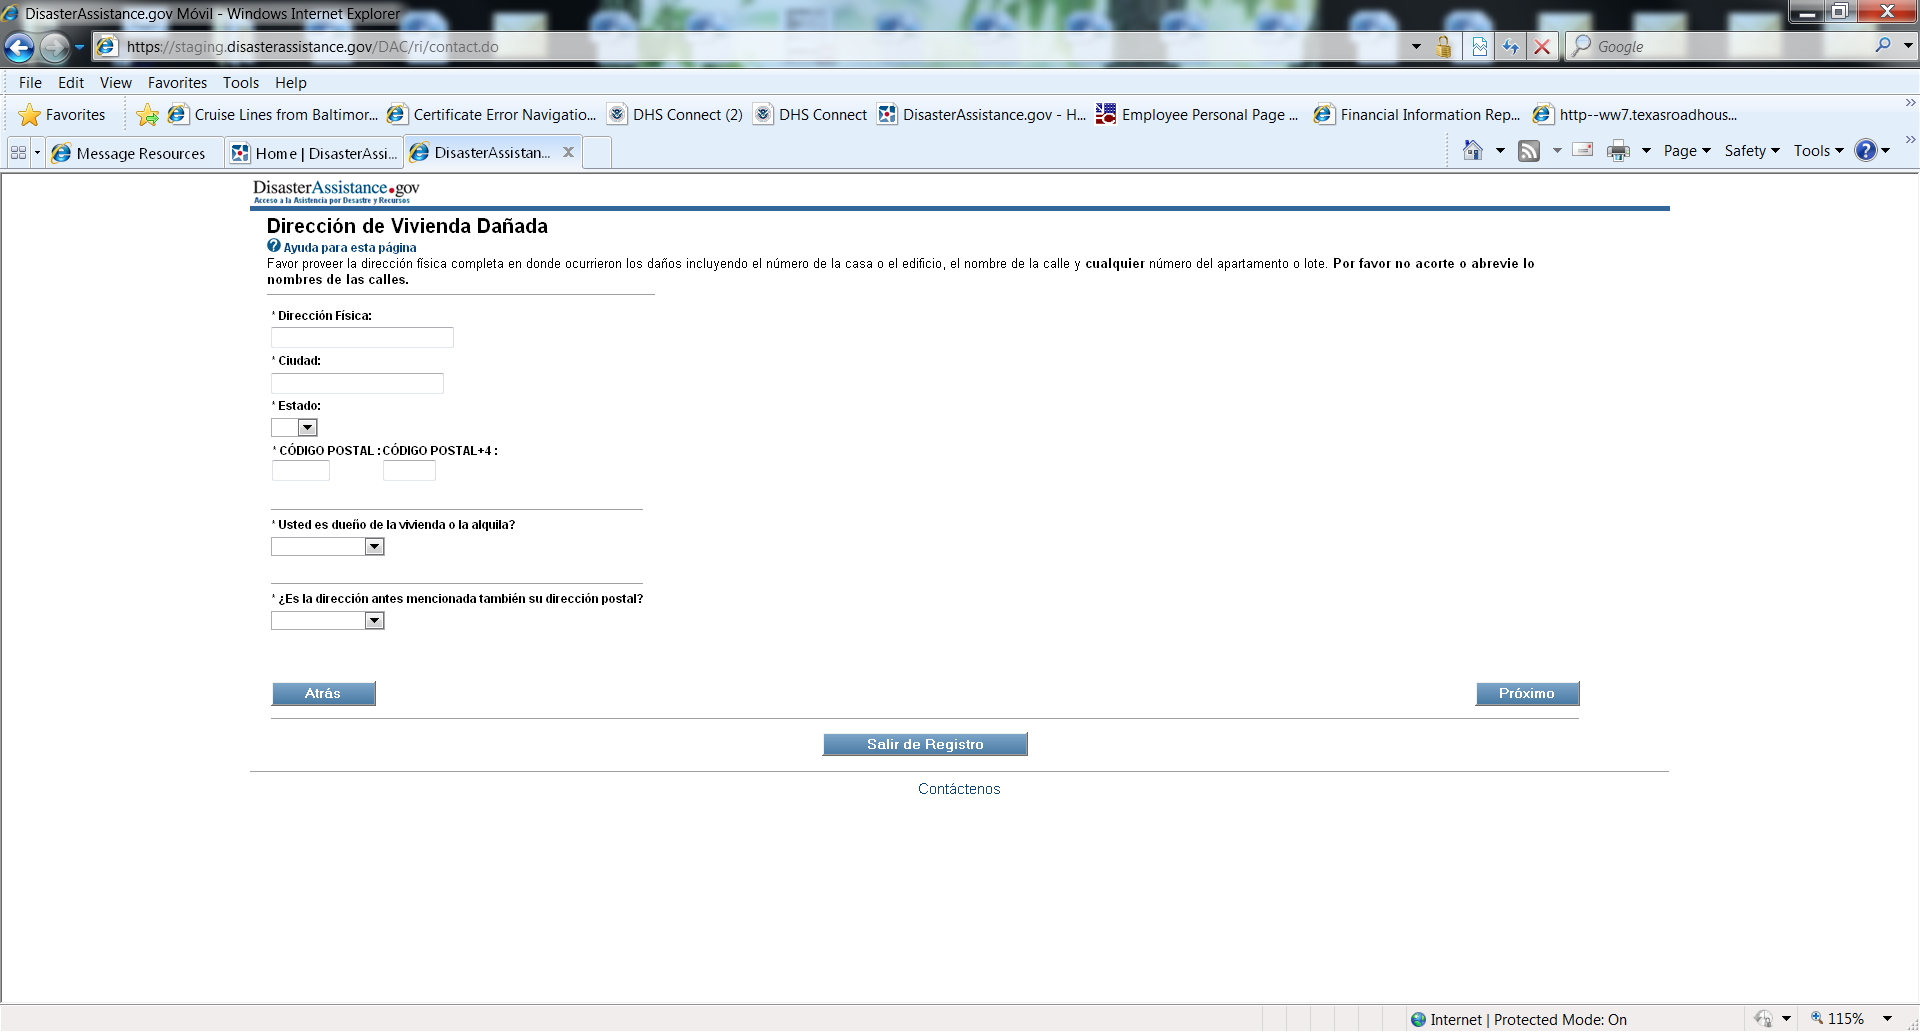 DisasterAssistance.gov Móvil - Windows Internet Explorer
https://staging.disasterassistance.gov/DAC/ri/contact.do
Google
File Edit View Favorites Tools Help
Favorites Cruise Lines from Baltimor... Certificate Error Navigatio... DHS Connect (2) DHS Connect DisasterAssistance.gov - H... Employee Personal Page ... Financial Information Rep... http--ww7.texasroadhous...
Message Resources Home | DisasterAssi... DisasterAssistan... Page Safety Tools
DisasterAssistance.gov
Acceso a la Asistencia por Desastre y Recursos
Dirección de Vivienda Dañada
Ayuda para esta página
Favor proveer la dirección física completa en donde ocurrieron los daños incluyendo el número de la casa o el edificio, el nombre de la calle y cualquier número del apartamento o lote. Por favor no acorte o abrevie lo
nombres de las calles.
* Dirección Física:
* Ciudad:
* Estado:
* CÓDIGO POSTAL : CÓDIGO POSTAL+4 :
* Usted es dueño de la vivienda o la alquila?
* ¿Es la dirección antes mencionada también su dirección postal?
Atrás Próximo
Salir de Registro
Contáctenos
Internet | Protected Mode: On 115%